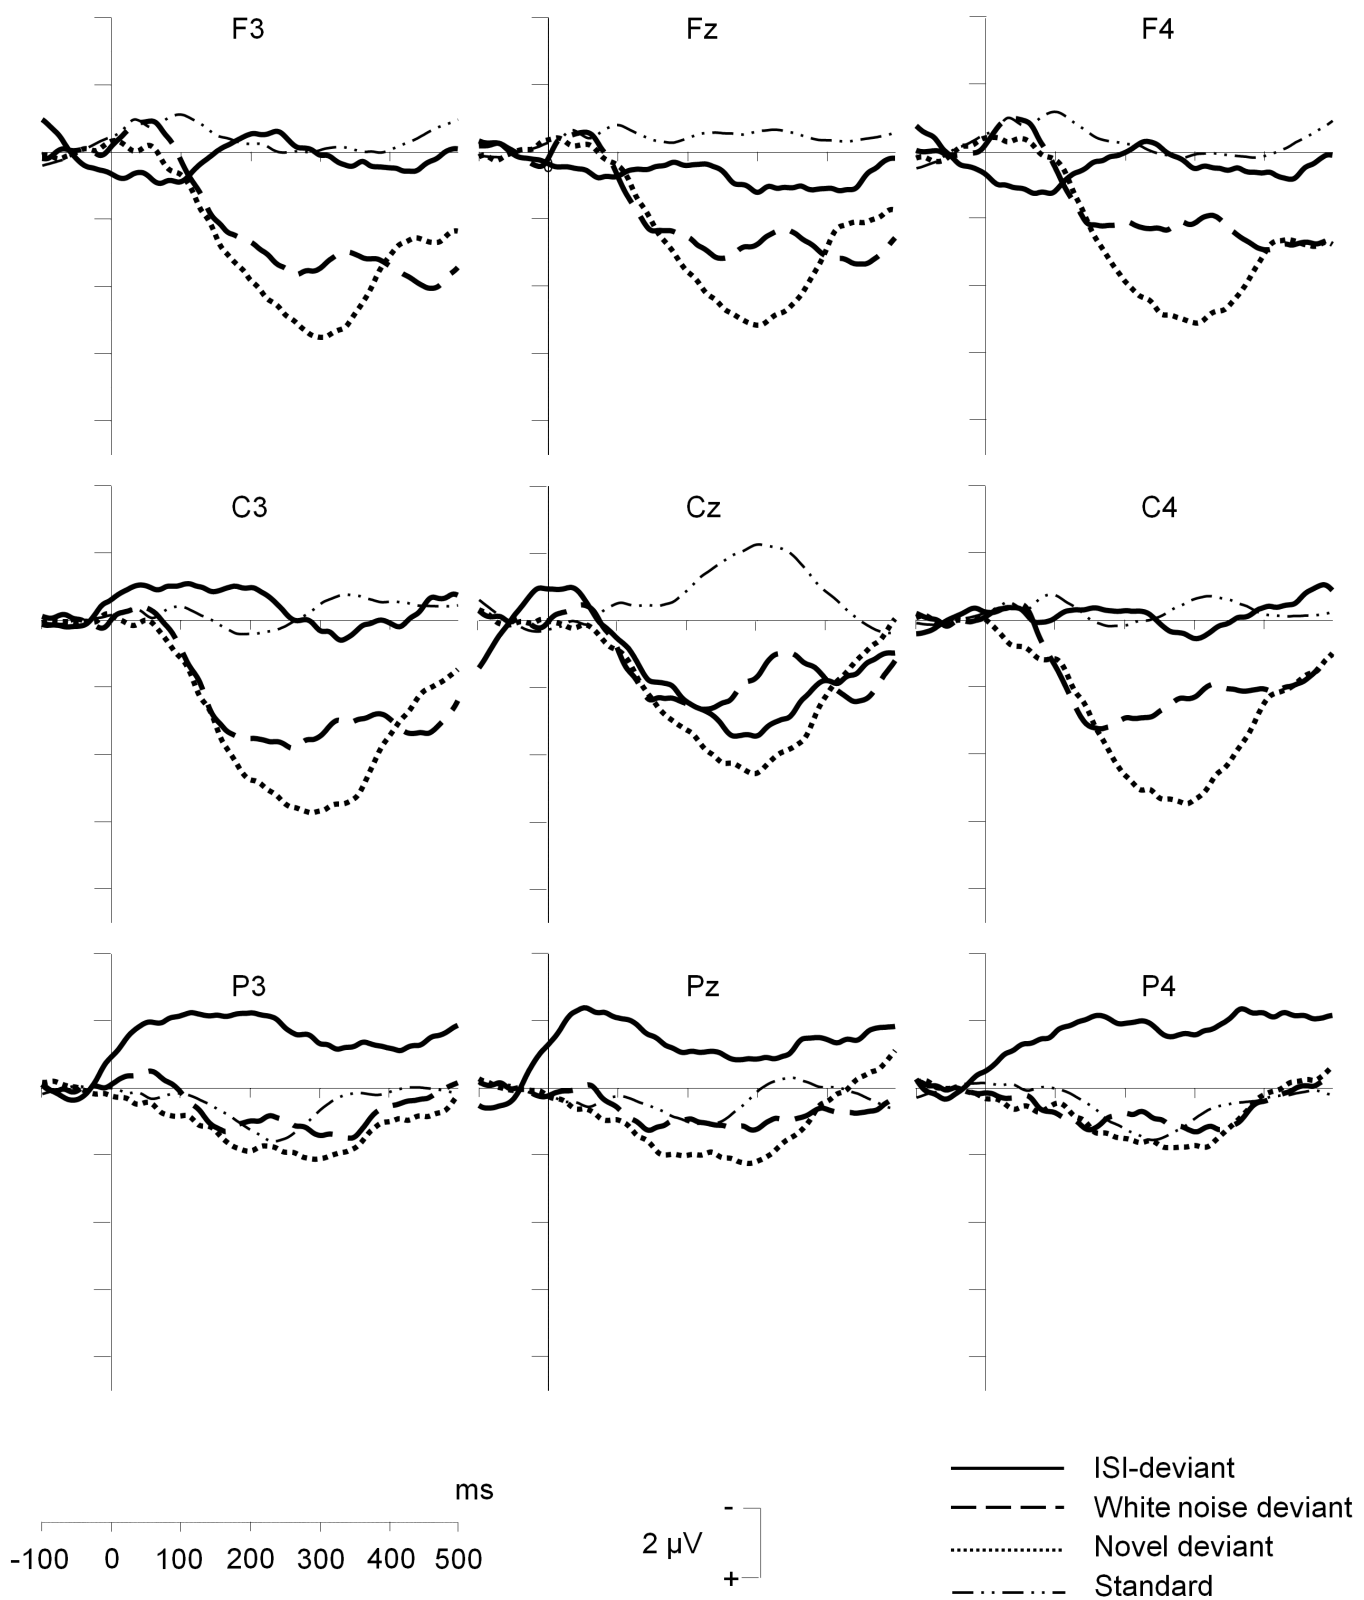 F3
Fz
F4
C3
Cz
C4
P3
Pz
P4
ms
-100 0 100 200 300 400 500
-
2 µV
+
ISI-deviant
White noise deviant
Novel deviant
Standard